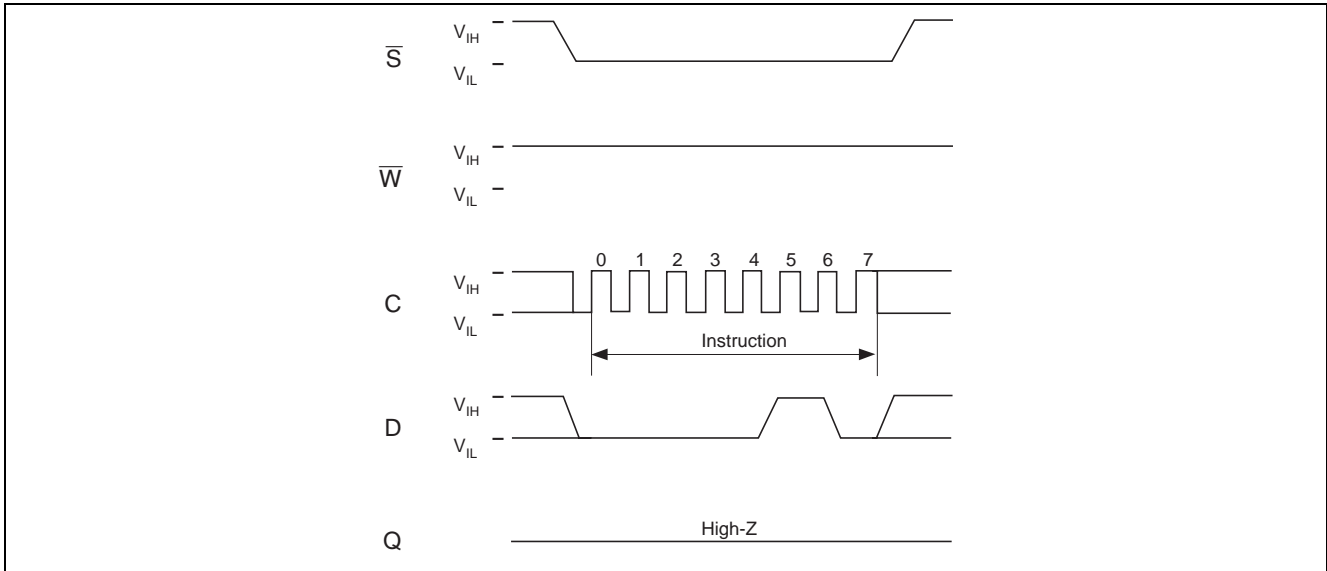 S̅
V_IH
V_IL
W̅
V_IH
V_IL
0 1 2 3 4 5 6 7
C
V_IH
V_IL
Instruction
D
V_IH
V_IL
Q
High-Z